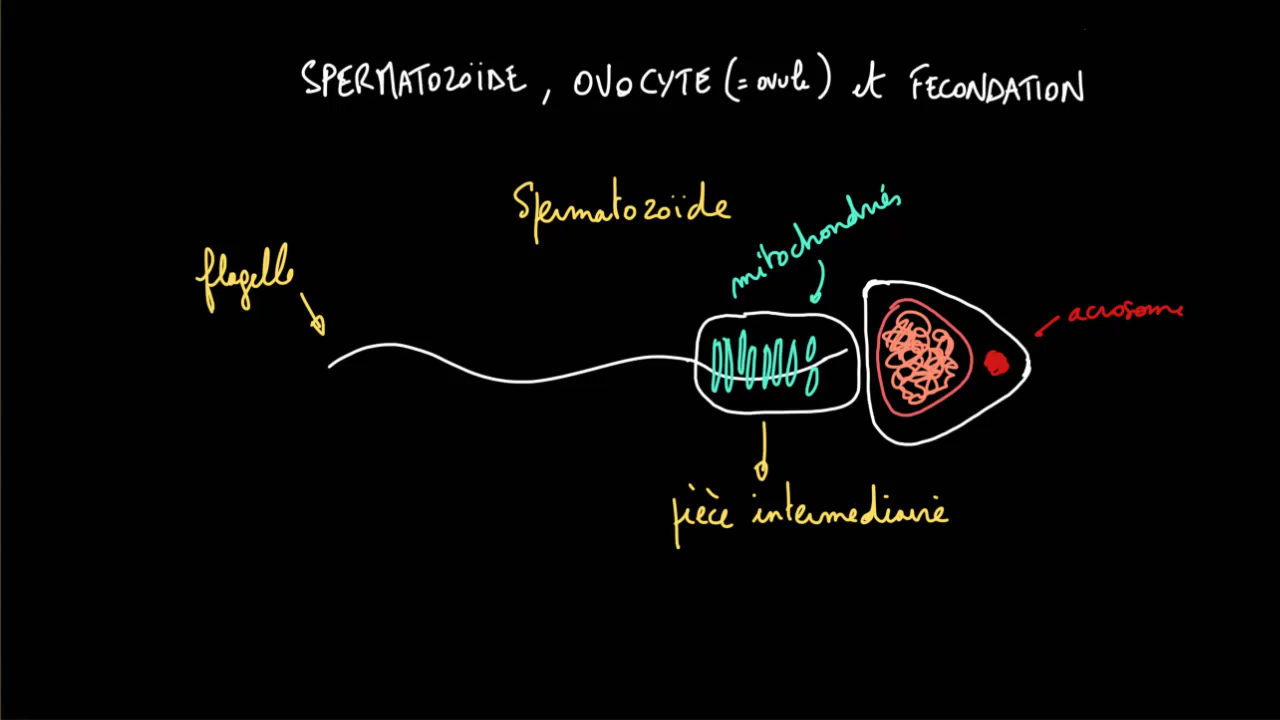 SPERMATOZOÏDE, OVOCYTE (= ovule) et FECONDATION
Spermatozoïde
mitochondries
flagelle
acrosome
pièce intermediaire